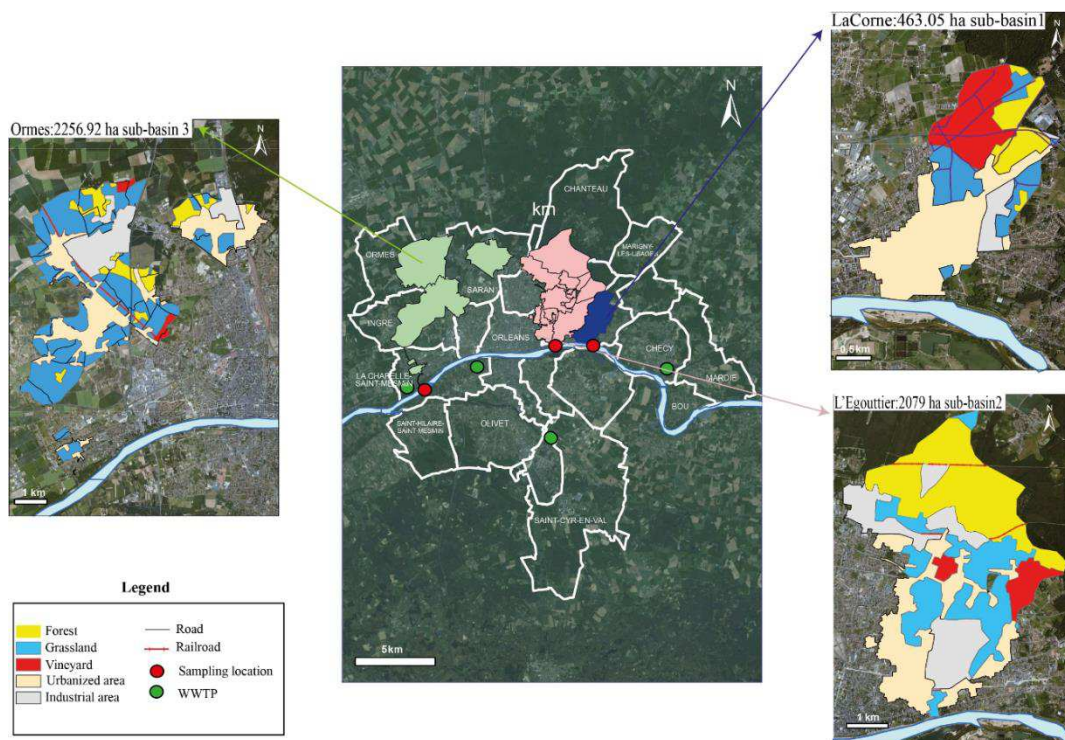 LaCorne:463.05 ha sub-basin1
N
0.5km
Ormes:2256.92 ha sub-basin 3
N
1 km
N
CHANTEAU
km
ORMES
MARIGNY-
LES-USAGES
SARAN
INGRE
ORLEANS
CHECY
LA CHAPELLE-
SAINT-MESMIN
MARDIE
BOU
SAINT-HILAIRE-
SAINT-MESMIN
OLIVET
SAINT-CYR-EN-VAL
5km
L'Egouttier:2079 ha sub-basin2
N
1 km
Legend
Forest
Grassland
Vineyard
Urbanized area
Industrial area
Road
Railroad
Sampling location
WWTP